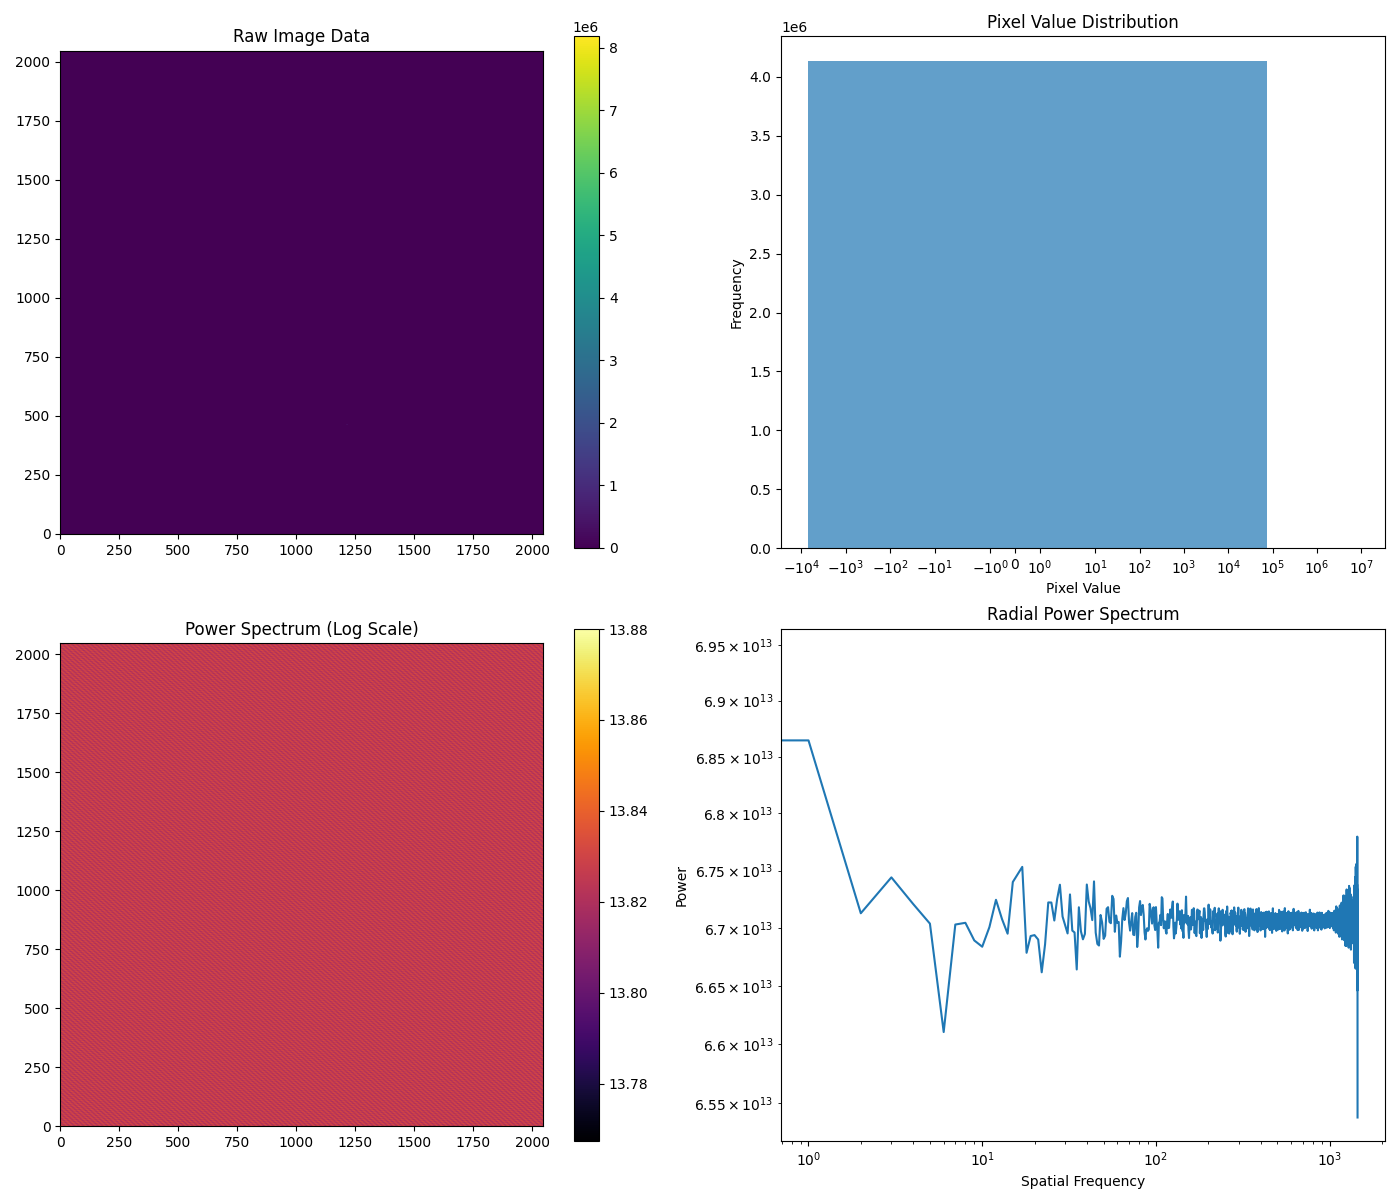 Raw Image Data
1e6
8
7
6
5
4
3
2
1
0
2000
1750
1500
1250
1000
750
500
250
0
0 250 500 750 1000 1250 1500 1750 2000
Pixel Value Distribution
1e6
4.0
3.5
3.0
2.5
2.0
1.5
1.0
0.5
0.0
Frequency
−10⁴ −10³ −10² −10¹ −10⁰ 0 10⁰ 10¹ 10² 10³ 10⁴ 10⁵ 10⁶ 10⁷
Pixel Value
Power Spectrum (Log Scale)
2000
1750
1500
1250
1000
750
500
250
0
0 250 500 750 1000 1250 1500 1750 2000
13.88
13.86
13.84
13.82
13.80
13.78
Radial Power Spectrum
6.95 × 10¹³
6.9 × 10¹³
6.85 × 10¹³
6.8 × 10¹³
6.75 × 10¹³
6.7 × 10¹³
6.65 × 10¹³
6.6 × 10¹³
6.55 × 10¹³
Power
10⁰ 10¹ 10² 10³
Spatial Frequency